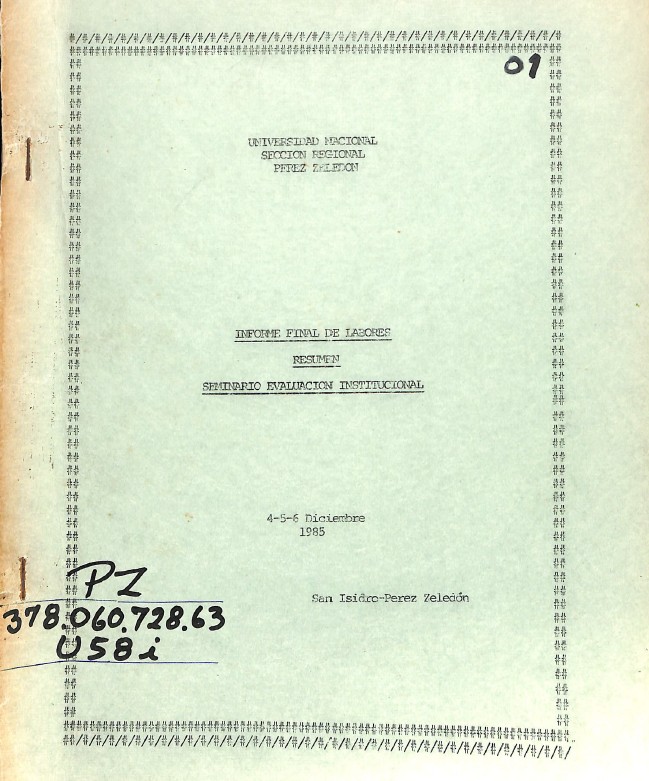 01
UNIVERSIDAD NACIONAL
SECCION REGIONAL
PEREZ ZELEDON
INFORME FINAL DE LABORES
RESUMEN
SEMINARIO EVALUACION INSTITUCIONAL
4-5-6 Diciembre
1985
San Isidro-Perez Zeledón
PZ
378.060.728.63
U58i